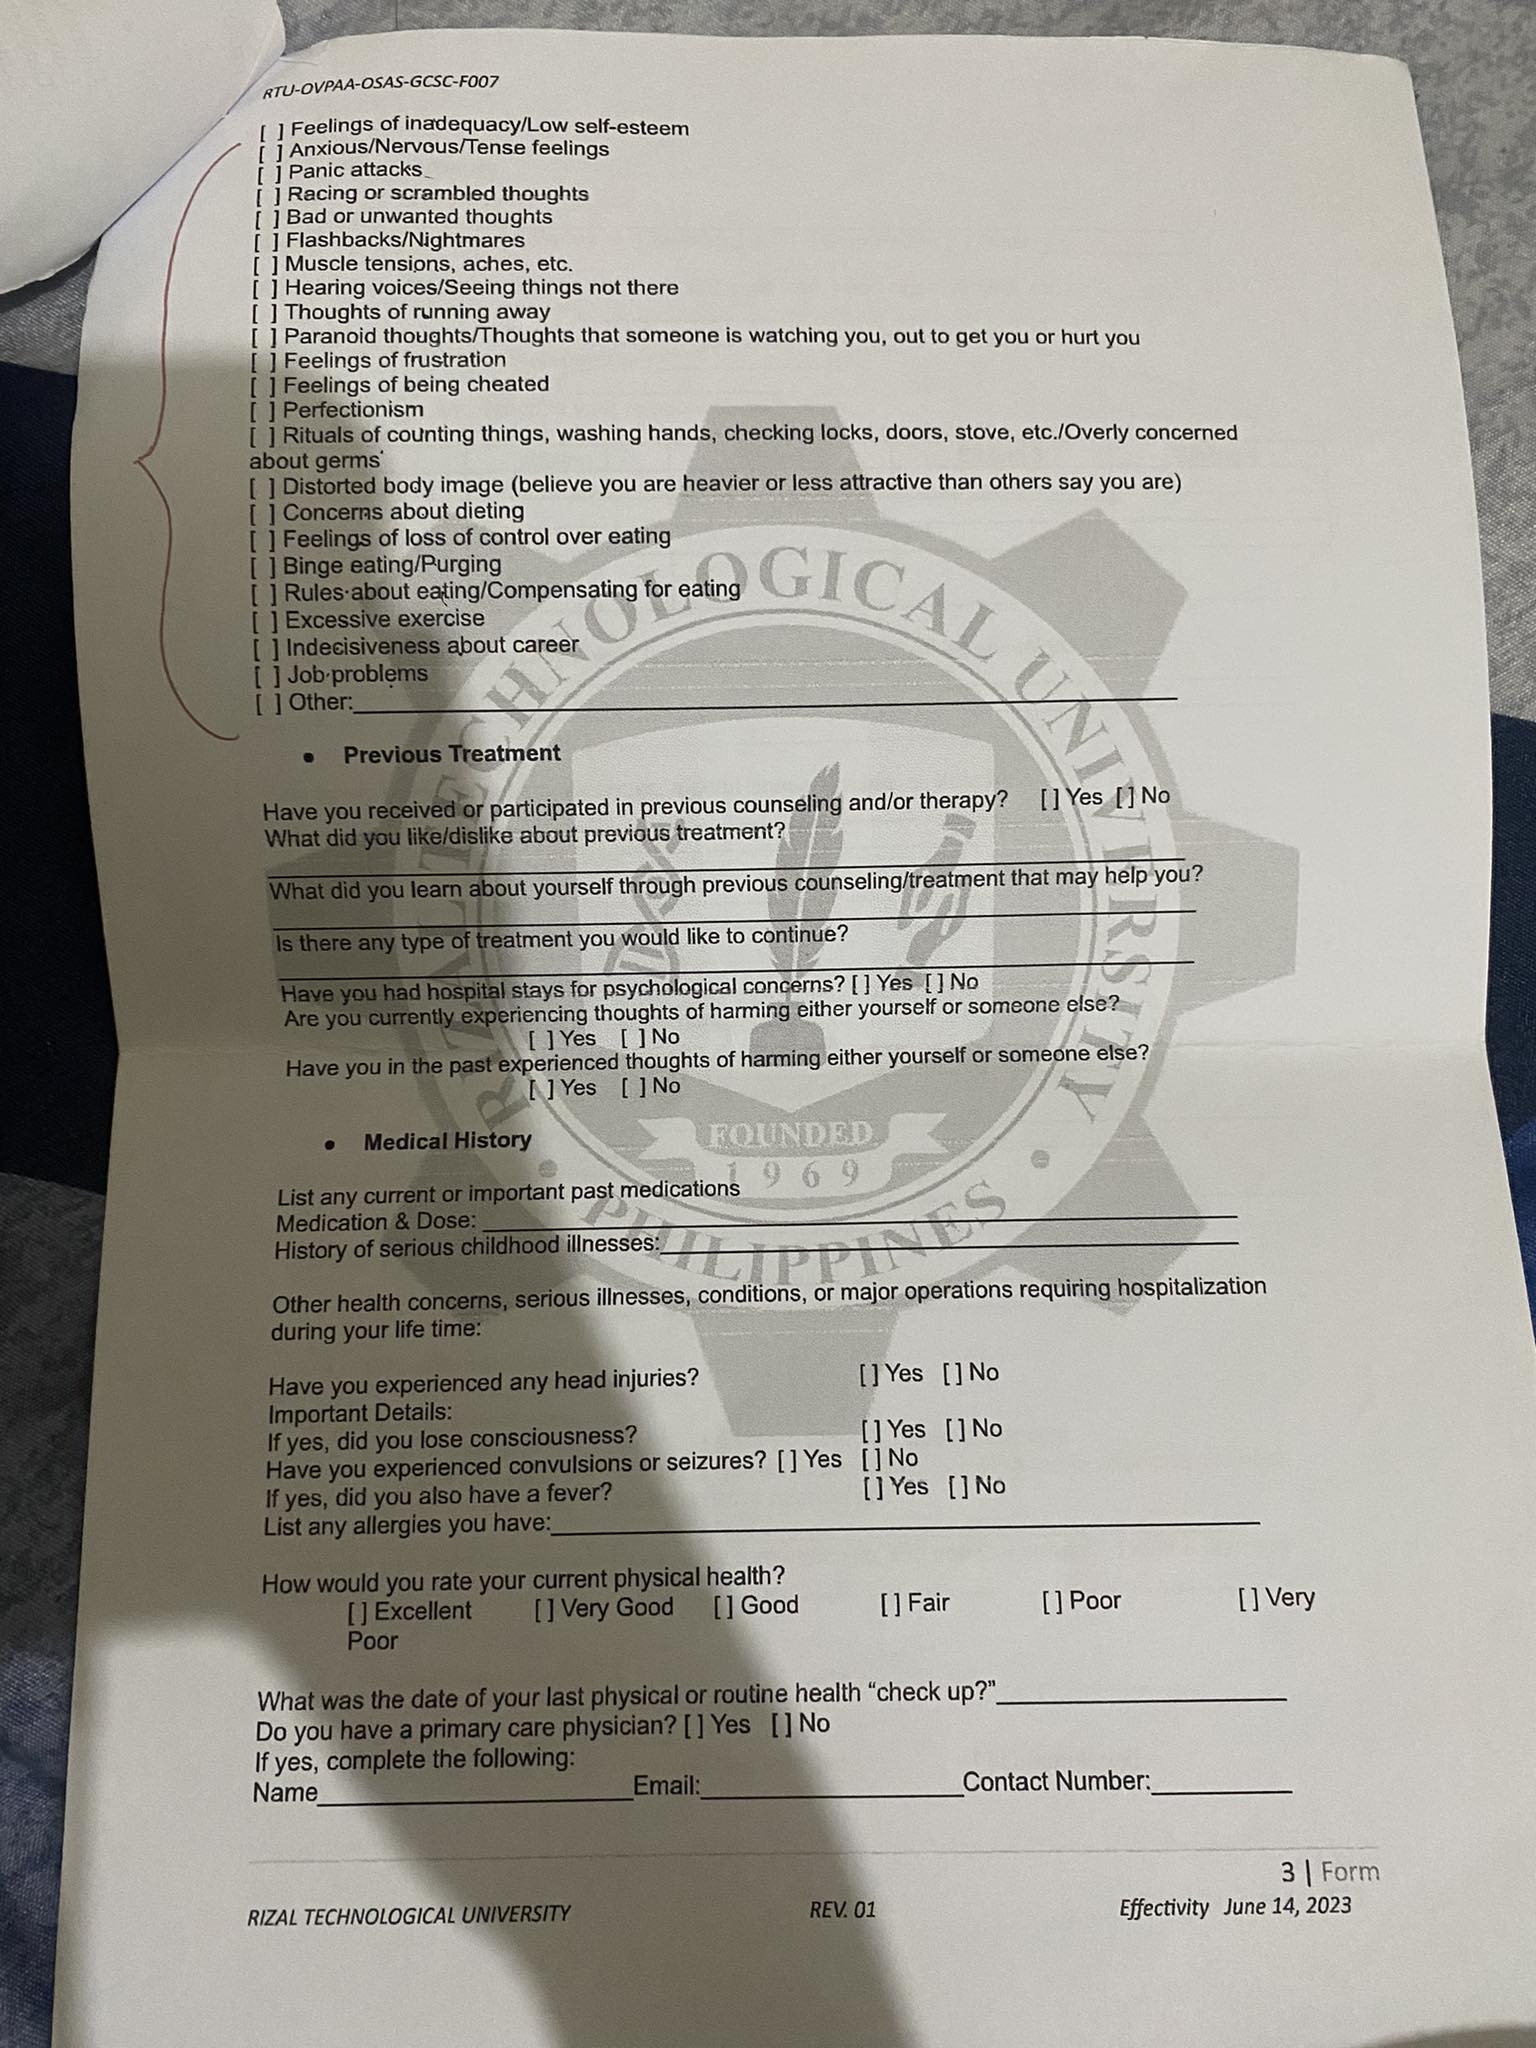 RTU-OVPAA-OSAS-GCSC-F007
[ ] Feelings of inadequacy/Low self-esteem
[ ] Anxious/Nervous/Tense feelings
[ ] Panic attacks
[ ] Racing or scrambled thoughts
[ ] Bad or unwanted thoughts
[ ] Flashbacks/Nightmares
[ ] Muscle tensions, aches, etc.
[ ] Hearing voices/Seeing things not there
[ ] Thoughts of running away
[ ] Paranoid thoughts/Thoughts that someone is watching you, out to get you or hurt you
[ ] Feelings of frustration
[ ] Feelings of being cheated
[ ] Perfectionism
[ ] Rituals of counting things, washing hands, checking locks, doors, stove, etc./Overly concerned
about germs
[ ] Distorted body image (believe you are heavier or less attractive than others say you are)
[ ] Concerns about dieting
[ ] Feelings of loss of control over eating
[ ] Binge eating/Purging
[ ] Rules about eating/Compensating for eating
[ ] Excessive exercise
[ ] Indecisiveness about career
[ ] Job problems
[ ] Other:
• Previous Treatment
Have you received or participated in previous counseling and/or therapy? [ ] Yes [ ] No
What did you like/dislike about previous treatment?
What did you learn about yourself through previous counseling/treatment that may help you?
Is there any type of treatment you would like to continue?
Have you had hospital stays for psychological concerns? [ ] Yes [ ] No
Are you currently experiencing thoughts of harming either yourself or someone else?
[ ] Yes [ ] No
Have you in the past experienced thoughts of harming either yourself or someone else?
[ ] Yes [ ] No
• Medical History
List any current or important past medications
Medication & Dose:
History of serious childhood illnesses:
Other health concerns, serious illnesses, conditions, or major operations requiring hospitalization
during your life time:
Have you experienced any head injuries? [ ] Yes [ ] No
Important Details:
If yes, did you lose consciousness? [ ] Yes [ ] No
Have you experienced convulsions or seizures? [ ] Yes [ ] No
If yes, did you also have a fever? [ ] Yes [ ] No
List any allergies you have:
How would you rate your current physical health?
[ ] Excellent [ ] Very Good [ ] Good [ ] Fair [ ] Poor [ ] Very
Poor
What was the date of your last physical or routine health “check up?”
Do you have a primary care physician? [ ] Yes [ ] No
If yes, complete the following:
Name Email: Contact Number:
3 | Form
RIZAL TECHNOLOGICAL UNIVERSITY REV. 01 Effectivity June 14, 2023
RIZAL TECHNOLOGICAL UNIVERSITY
FOUNDED
1969
PHILIPPINES